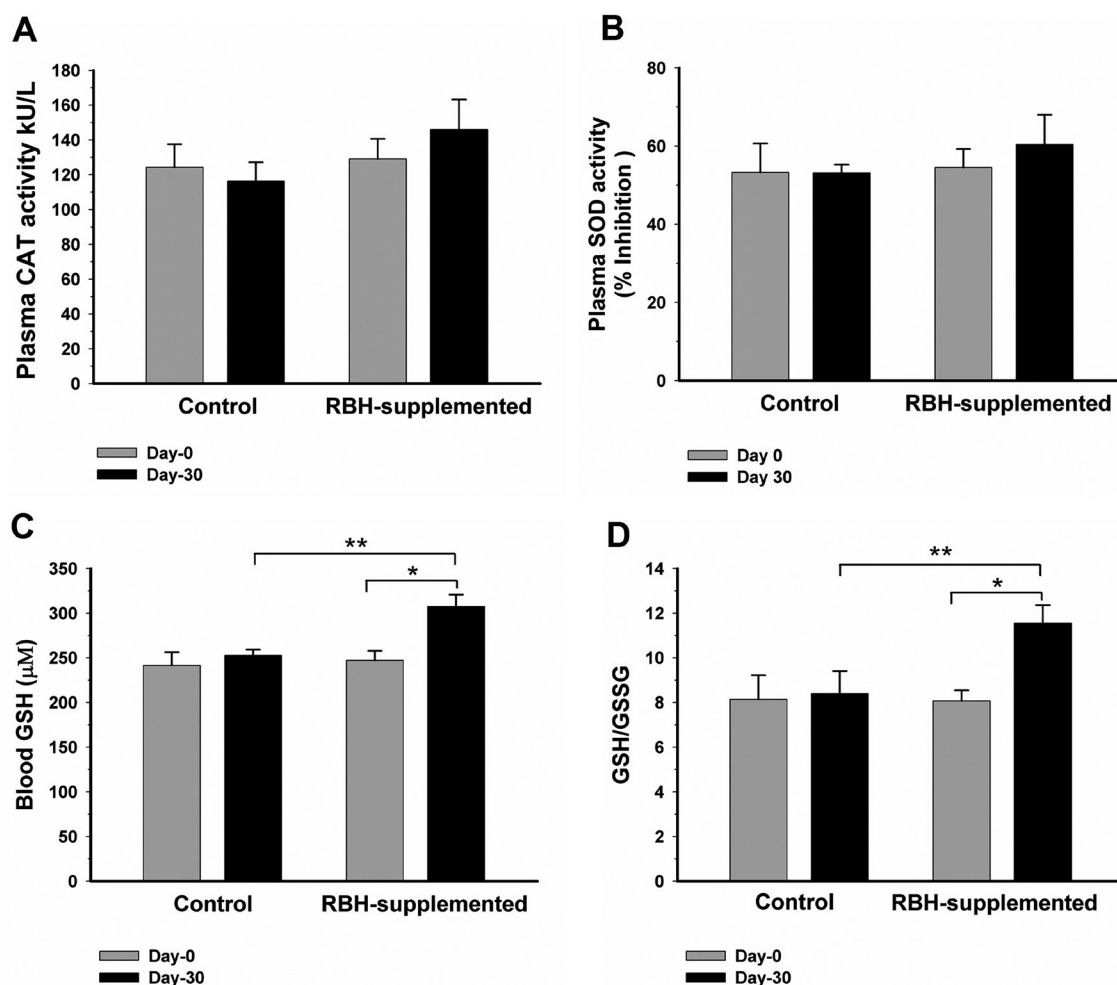 A
Plasma CAT activity kU/L
180
160
140
120
100
80
60
40
20
0
Control RBH-supplemented
Day-0
Day-30
B
Plasma SOD activity
(% Inhibition )
80
60
40
20
0
Control RBH-supplemented
Day 0
Day 30
C
Blood GSH (μM)
350
300
250
200
150
100
50
0
**
*
Control RBH-supplemented
Day-0
Day-30
D
GSH/GSSG
14
12
10
8
6
4
2
0
**
*
Control RBH-supplemented
Day-0
Day-30